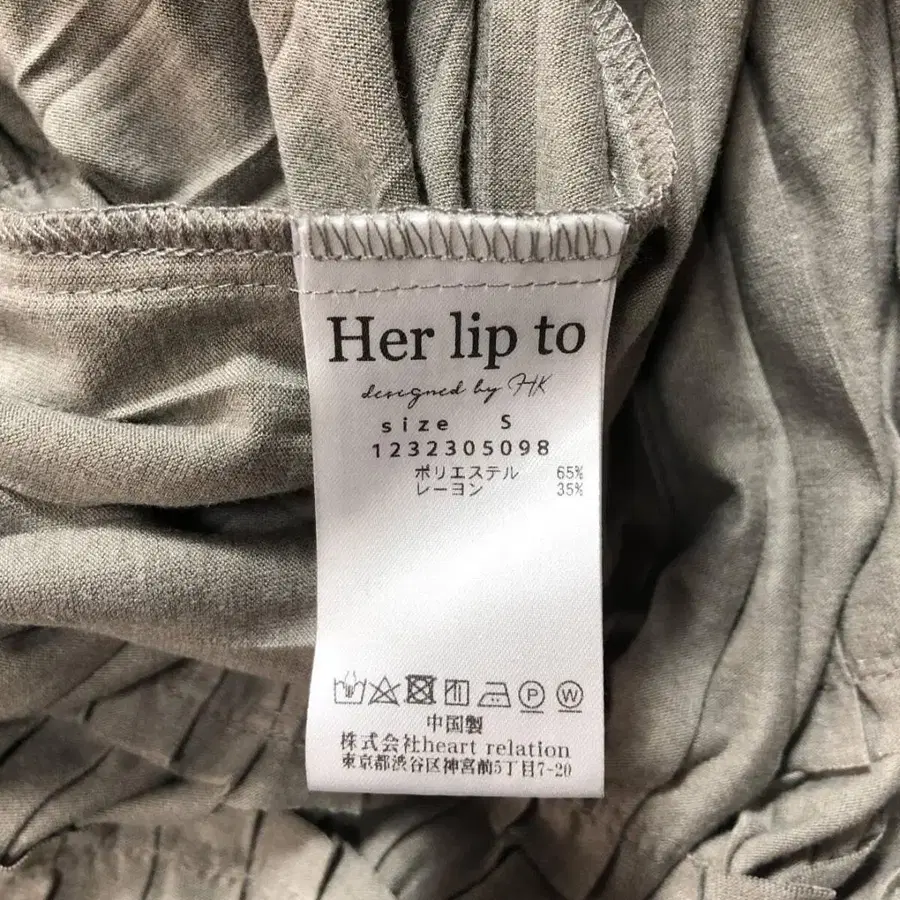 Her lip to
designed by HK
size S
1232305098
ポリエステル 65%
レーヨン 35%
P W
中国製
株式会社heart relation
東京都渋谷区神宮前5丁目7-20